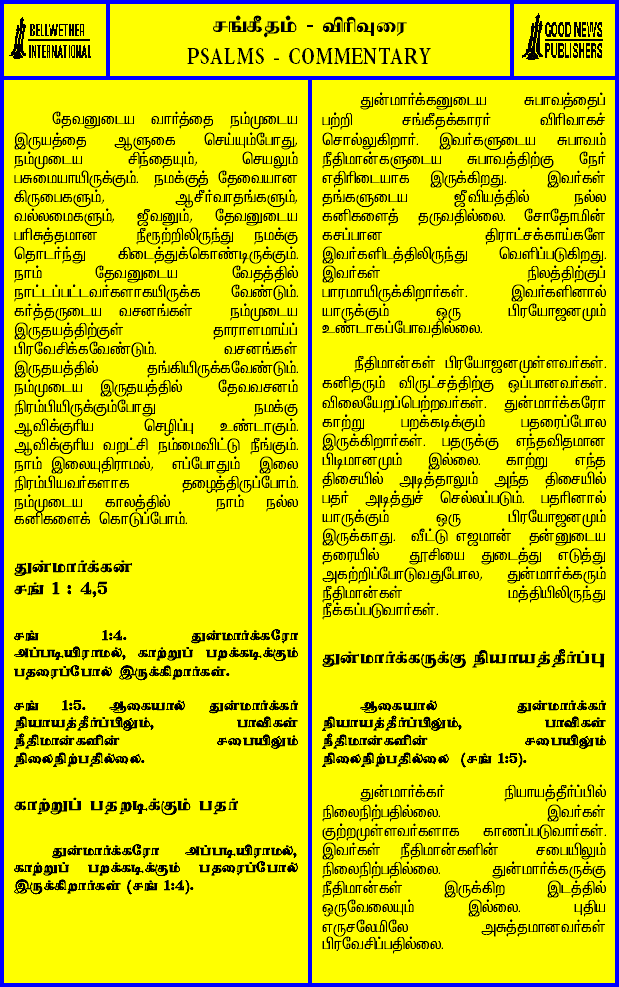 BELLWETHER
INTERNATIONAL
சங்கீதம் - விரிவுரை
PSALMS - COMMENTARY
GOOD NEWS
PUBLISHERS
தேவனுடைய வார்த்தை நம்முடைய
இருயத்தை ஆளுகை செய்யும்போது,
நம்முடைய சிந்தையும், செயலும்
பசுமையாயிருக்கும். நமக்குத் தேவையான
கிருபைகளும், ஆசீர்வாதங்களும்,
வல்லமைகளும், ஜீவனும், தேவனுடைய
பரிசுத்தமான நீரூற்றிலிருந்து நமக்கு
தொடர்ந்து கிடைத்துக்கொண்டிருக்கும்.
நாம் தேவனுடைய வேதத்தில்
நாட்டப்பட்டவர்களாகயிருக்க வேண்டும்.
கர்த்தருடைய வசனங்கள் நம்முடைய
இருதயத்திற்குள் தாராளமாய்ப்
பிரவேசிக்கவேண்டும். வசனங்கள்
இருதயத்தில் தங்கியிருக்கவேண்டும்.
நம்முடைய இருதயத்தில் தேவவசனம்
நிரம்பியிருக்கும்போது நமக்கு
ஆவிக்குரிய செழிப்பு உண்டாகும்.
ஆவிக்குரிய வறட்சி நம்மைவிட்டு நீங்கும்.
நாம் இலையுதிராமல், எப்போதும் இலை
நிரம்பியவர்களாக தழைத்திருப்போம்.
நம்முடைய காலத்தில் நாம் நல்ல
கனிகளைக் கொடுப்போம்.
துன்மார்க்கன்
சங் 1 : 4,5
சங் 1:4. துன்மார்க்கரோ
அப்படியிராமல், காற்றுப் பறக்கடிக்கும்
பதரைப்போல் இருக்கிறார்கள்.
சங் 1:5. ஆகையால் துன்மார்க்கர்
நியாயத்தீர்ப்பிலும், பாவிகள்
நீதிமான்களின் சபையிலும்
நிலைநிற்பதில்லை.
காற்றுப் பதறடிக்கும் பதர்
துன்மார்க்கரோ அப்படியிராமல்,
காற்றுப் பறக்கடிக்கும் பதரைப்போல்
இருக்கிறார்கள் (சங் 1:4).
துன்மார்க்கனுடைய சுபாவத்தைப்
பற்றி சங்கீதக்காரர் விரிவாகச்
சொல்லுகிறார். இவர்களுடைய சுபாவம்
நீதிமான்களுடைய சுபாவத்திற்கு நேர்
எதிரிடையாக இருக்கிறது. இவர்கள்
தங்களுடைய ஜீவியத்தில் நல்ல
கனிகளைத் தருவதில்லை. சோதோமின்
கசப்பான திராட்சக்காய்களே
இவர்களிடத்திலிருந்து வெளிப்படுகிறது.
இவர்கள் நிலத்திற்குப்
பாரமாயிருக்கிறார்கள். இவர்களினால்
யாருக்கும் ஒரு பிரயோஜனமும்
உண்டாகப்போவதில்லை.
நீதிமான்கள் பிரயோஜனமுள்ளவர்கள்.
கனிதரும் விருட்சத்திற்கு ஒப்பானவர்கள்.
விலையேறப்பெற்றவர்கள். துன்மார்க்கரோ
காற்று பறக்கடிக்கும் பதரைப்போல
இருக்கிறார்கள். பதருக்கு எந்தவிதமான
பிடிமானமும் இல்லை. காற்று எந்த
திசையில் அடித்தாலும் அந்த திசையில்
பதர் அடித்துச் செல்லப்படும். பதரினால்
யாருக்கும் ஒரு பிரயோஜனமும்
இருக்காது. வீட்டு எஜமான் தன்னுடைய
தரையில் தூசியை துடைத்து எடுத்து
அகற்றிப்போடுவதுபோல, துன்மார்க்கரும்
நீதிமான்கள் மத்தியிலிருந்து
நீக்கப்படுவார்கள்.
துன்மார்க்கருக்கு நியாயத்தீர்ப்பு
ஆகையால் துன்மார்க்கர்
நியாயத்தீர்ப்பிலும், பாவிகள்
நீதிமான்களின் சபையிலும்
நிலைநிற்பதில்லை (சங் 1:5).
துன்மார்க்கர் நியாயத்தீர்ப்பில்
நிலைநிற்பதில்லை. இவர்கள்
குற்றமுள்ளவர்களாக காணப்படுவார்கள்.
இவர்கள் நீதிமான்களின் சபையிலும்
நிலைநிற்பதில்லை. துன்மார்க்கருக்கு
நீதிமான்கள் இருக்கிற இடத்தில்
ஒருவேலையும் இல்லை. புதிய
எருசலேமிலே அசுத்தமானவர்கள்
பிரவேசிப்பதில்லை.